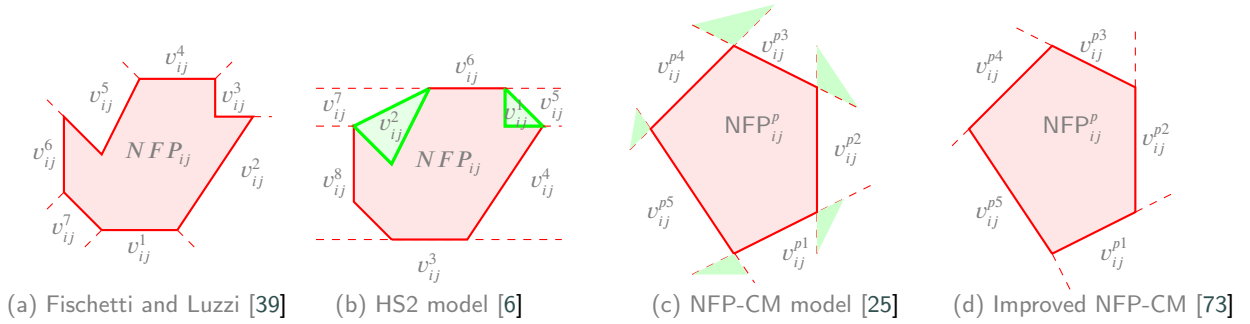 v_{ij}^4
v_{ij}^5
v_{ij}^3
v_{ij}^6
NFP_{ij}
v_{ij}^2
v_{ij}^7
v_{ij}^1
(a) Fischetti and Luzzi [39]
v_{ij}^6
v_{ij}^7
v_{ij}^2
v_{ij}^1
v_{ij}^5
NFP_{ij}
v_{ij}^8
v_{ij}^4
v_{ij}^3
(b) HS2 model [6]
v_{ij}^{p3}
v_{ij}^{p4}
NFP_{ij}^p
v_{ij}^{p2}
v_{ij}^{p5}
v_{ij}^{p1}
(c) NFP-CM model [25]
v_{ij}^{p3}
v_{ij}^{p4}
NFP_{ij}^p
v_{ij}^{p2}
v_{ij}^{p5}
v_{ij}^{p1}
(d) Improved NFP-CM [73]